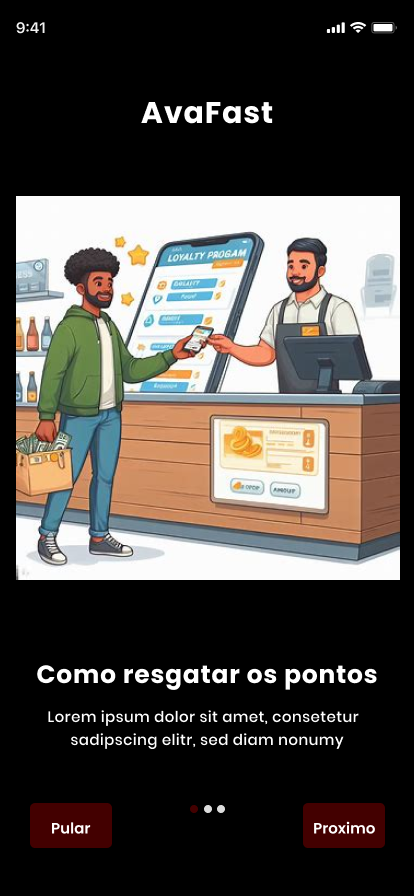 9:41
AvaFast
LOYALTY PROGAM
Como resgatar os pontos
Lorem ipsum dolor sit amet, consetetur
sadipscing elitr, sed diam nonumy
Pular
Proximo